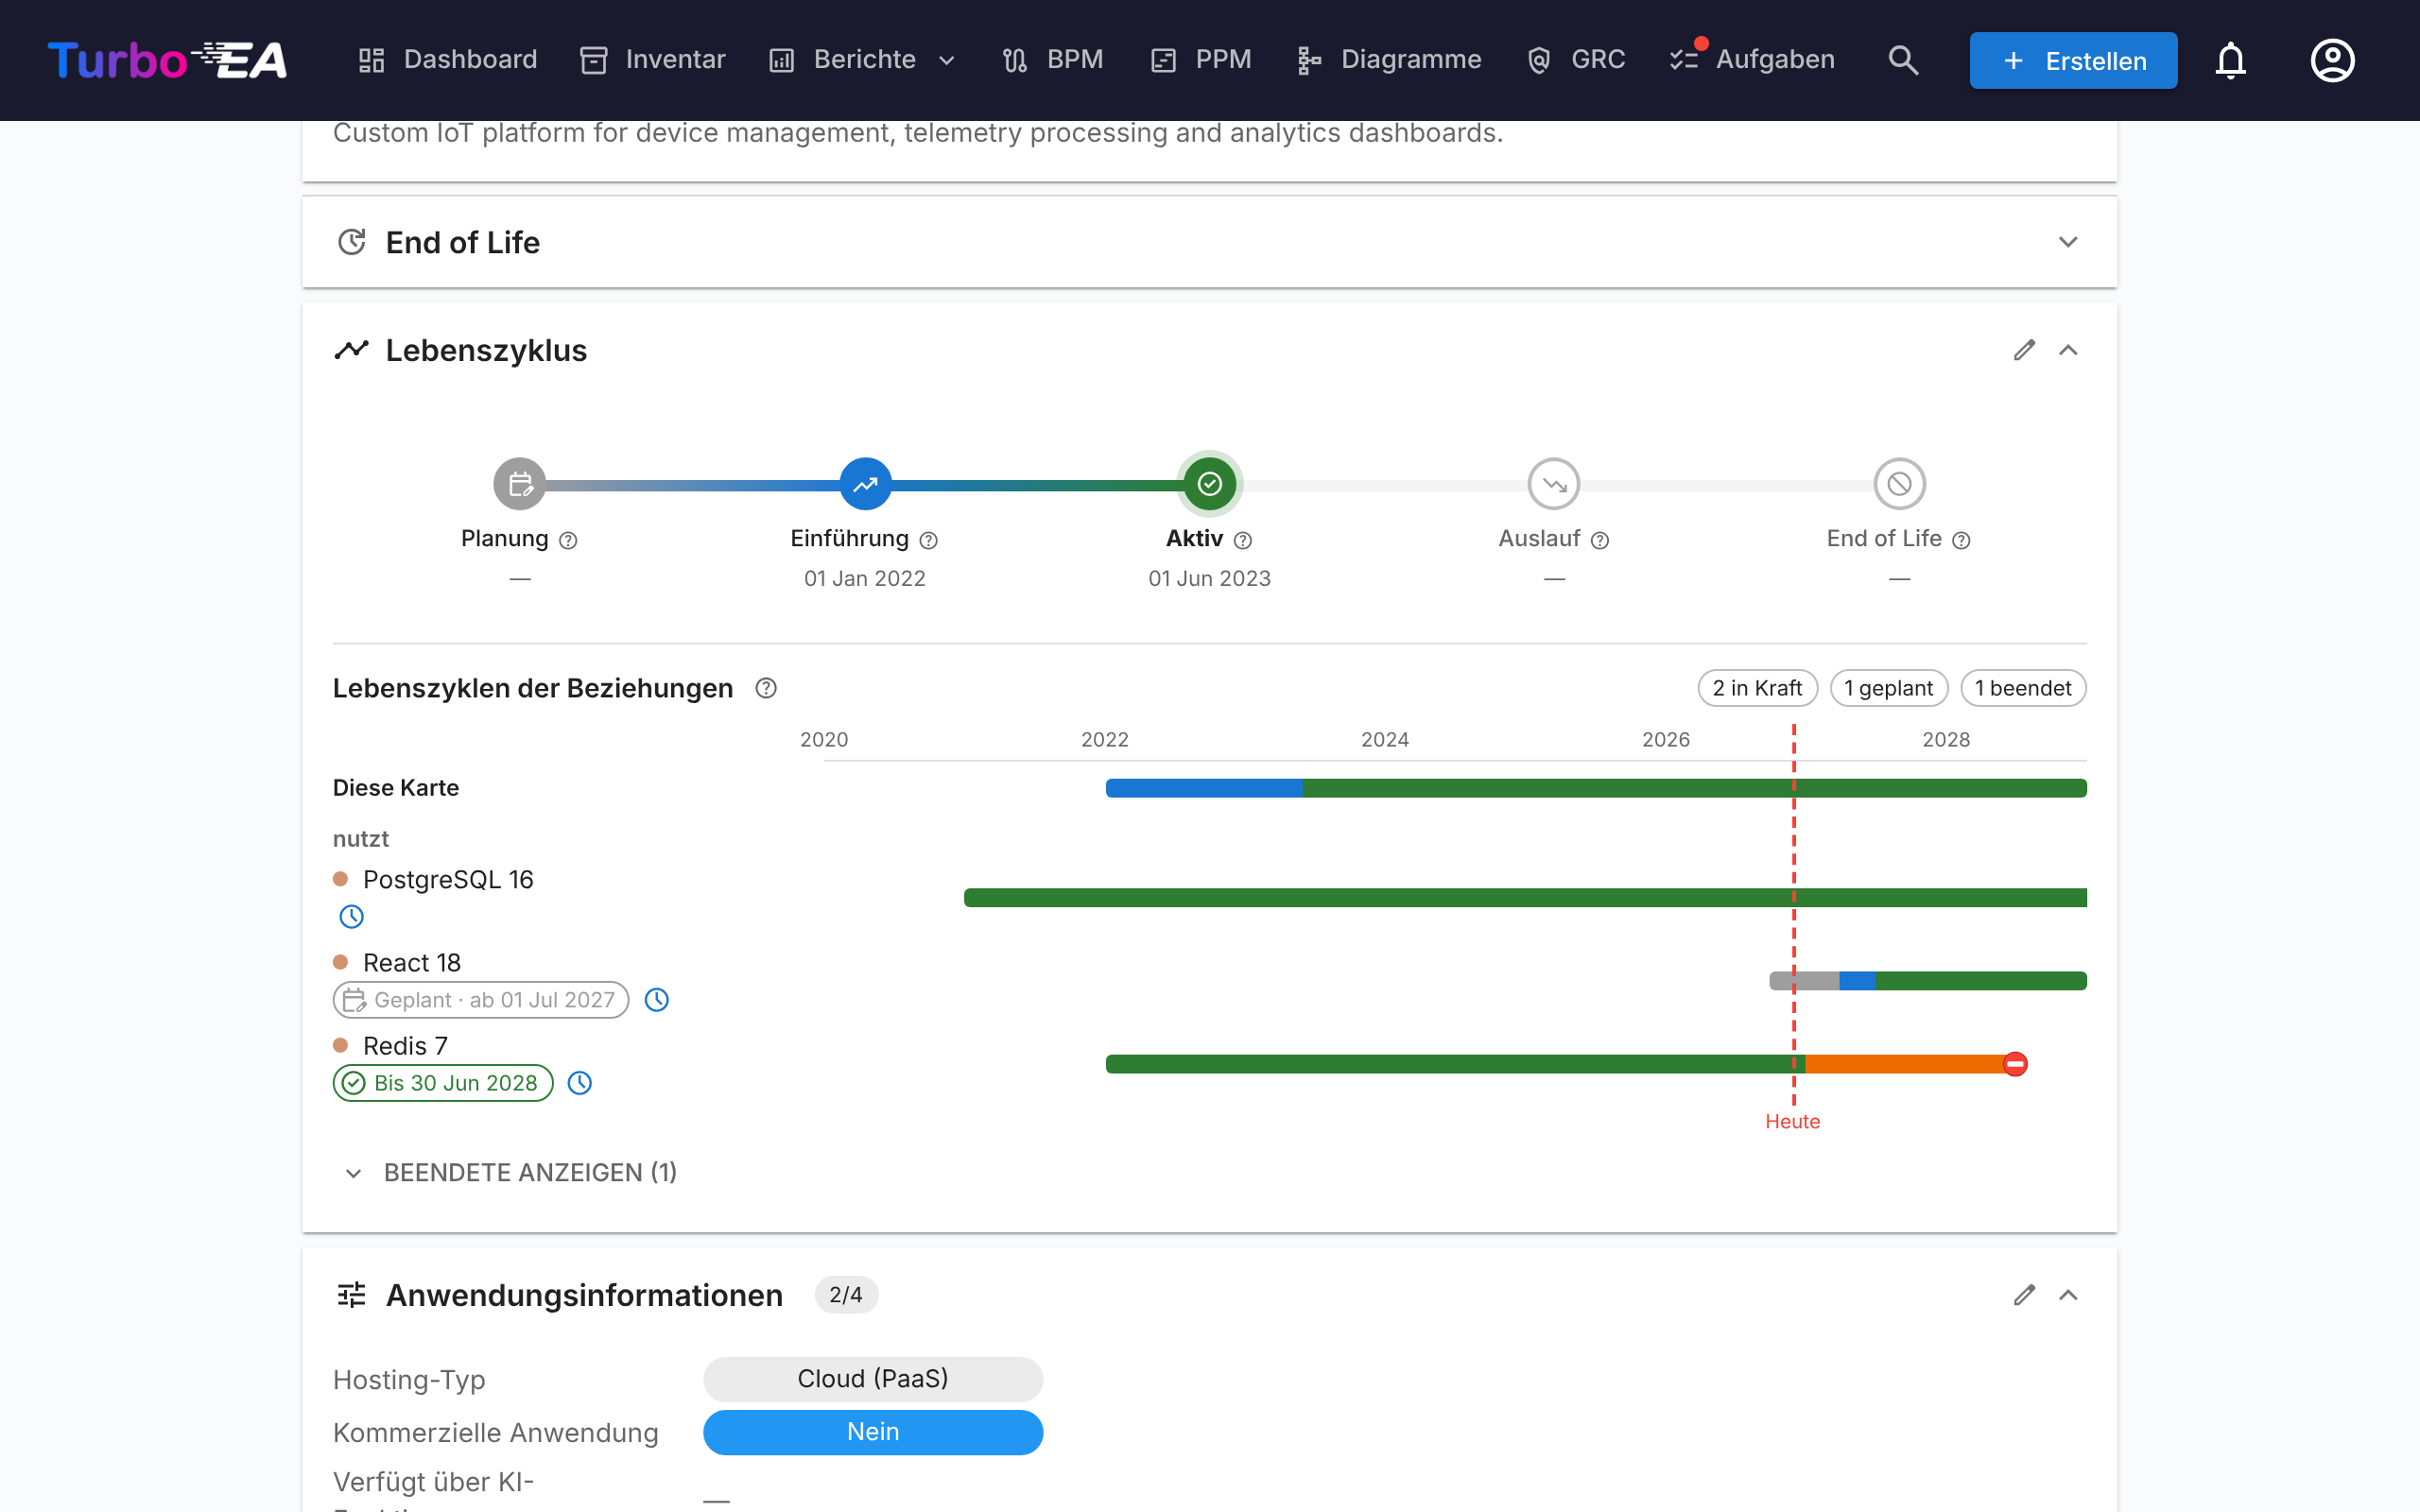 Turbo EA
Dashboard
Inventar
Berichte
BPM
PPM
Diagramme
GRC
Aufgaben
+ Erstellen
Custom IoT platform for device management, telemetry processing and analytics dashboards.
End of Life
Lebenszyklus
Planung
Einführung
Aktiv
Auslauf
End of Life
—
01 Jan 2022
01 Jun 2023
—
—
Lebenszyklen der Beziehungen
2 in Kraft
1 geplant
1 beendet
2020
2022
2024
2026
2028
Diese Karte
nutzt
PostgreSQL 16
React 18
Geplant · ab 01 Jul 2027
Redis 7
Bis 30 Jun 2028
Heute
BEENDETE ANZEIGEN (1)
Anwendungsinformationen
2/4
Hosting-Typ
Cloud (PaaS)
Kommerzielle Anwendung
Nein
Verfügt über KI-
—